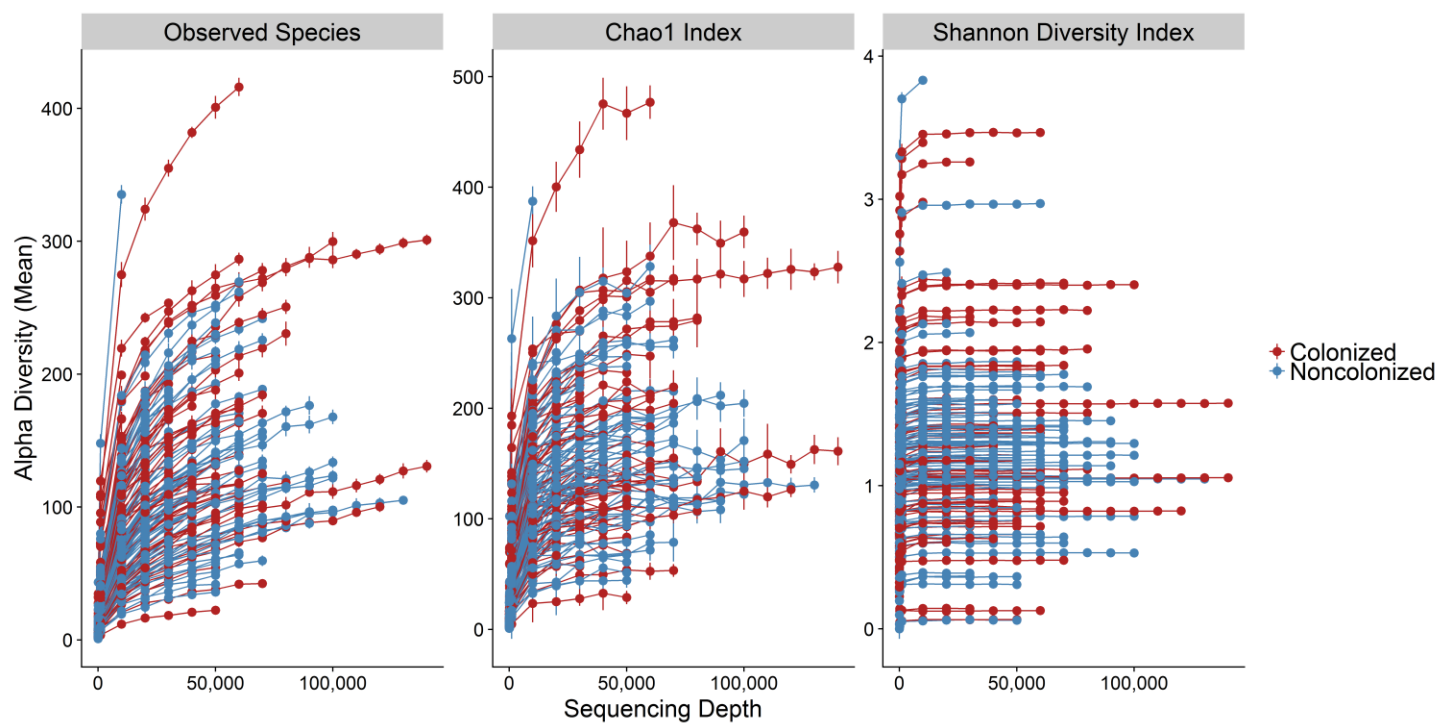 Observed Species
Chao1 Index
Shannon Diversity Index
Alpha Diversity (Mean)
400
300
200
100
0
500
400
300
200
100
0
4
3
2
1
0
0 50,000 100,000
0 50,000 100,000
0 50,000 100,000
Sequencing Depth
Colonized
Noncolonized